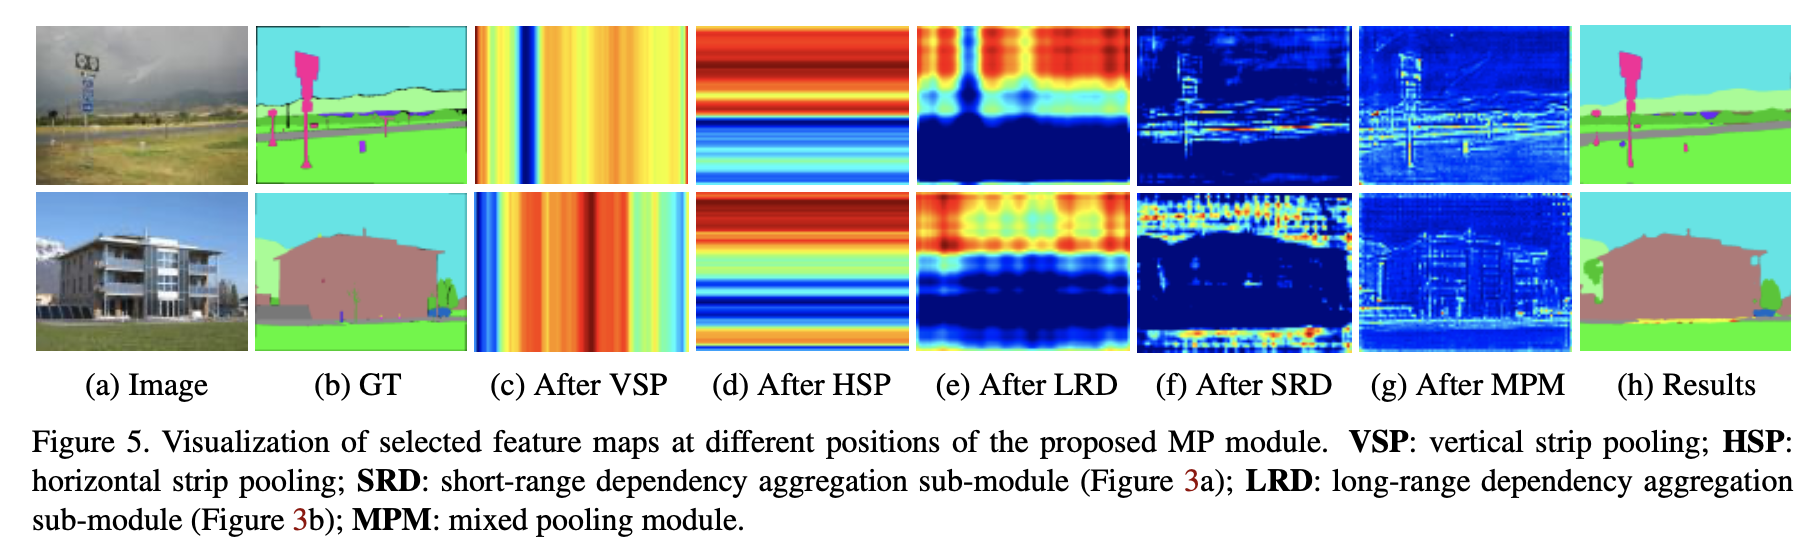 (a) Image (b) GT (c) After VSP (d) After HSP (e) After LRD (f) After SRD (g) After MPM (h) Results
Figure 5. Visualization of selected feature maps at different positions of the proposed MP module. VSP: vertical strip pooling; HSP:
horizontal strip pooling; SRD: short-range dependency aggregation sub-module (Figure 3a); LRD: long-range dependency aggregation
sub-module (Figure 3b); MPM: mixed pooling module.